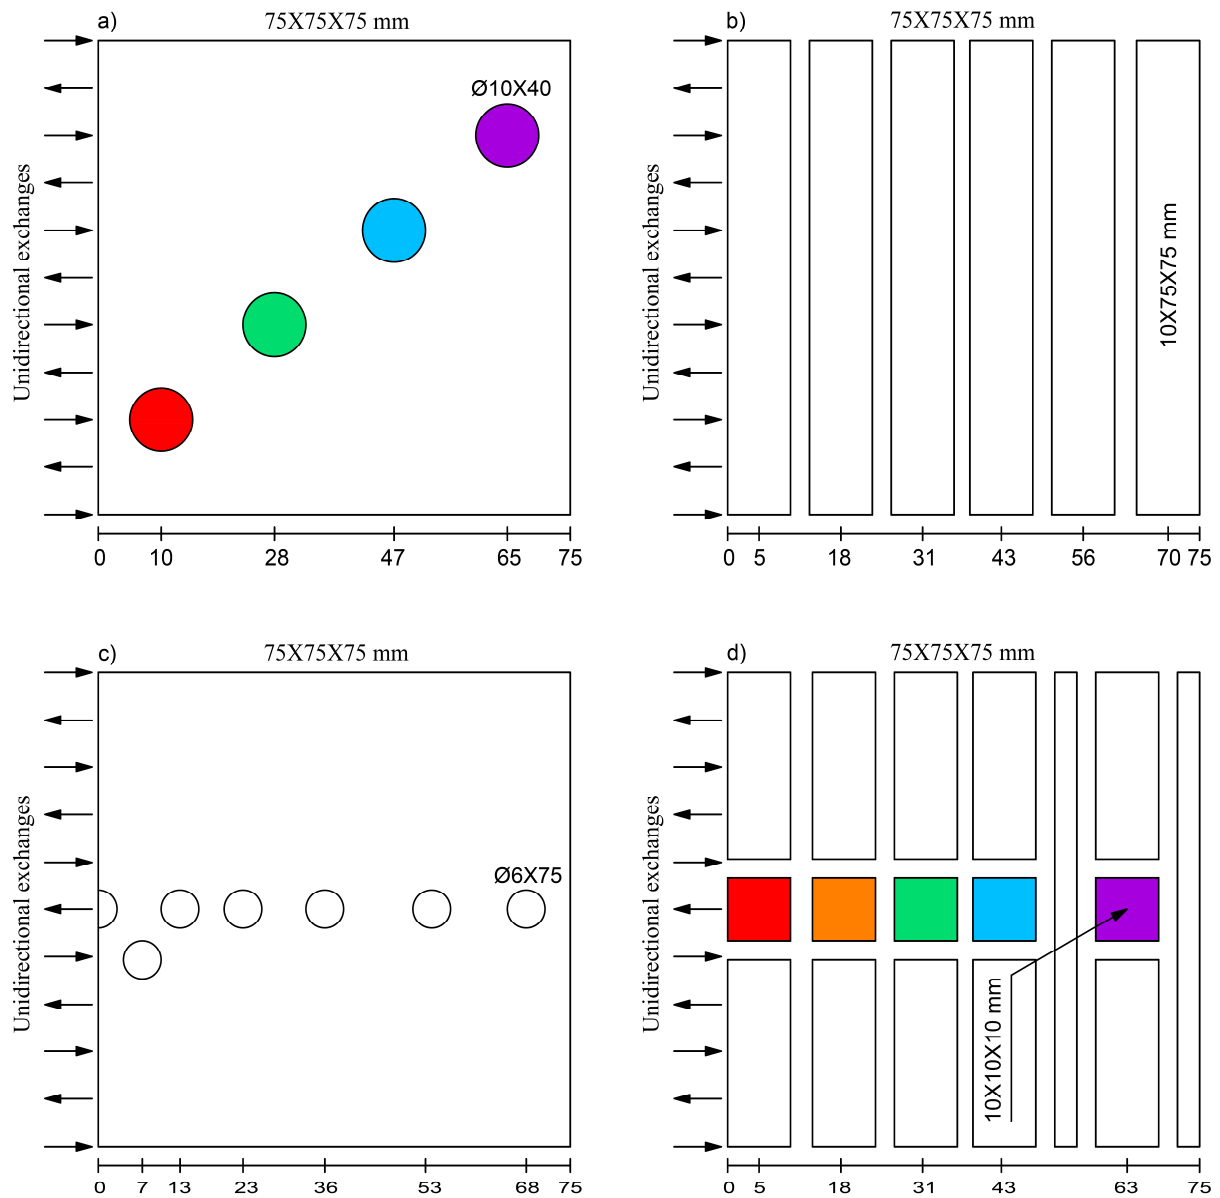 a)
75X75X75 mm
Ø10X40
Unidirectional exchanges
0 10 28 47 65 75
b)
75X75X75 mm
Unidirectional exchanges
10X75X75 mm
0 5 18 31 43 56 70 75
c)
75X75X75 mm
Ø6X75
Unidirectional exchanges
0 7 13 23 36 53 68 75
d)
75X75X75 mm
Unidirectional exchanges
10X10X10 mm
0 5 18 31 43 63 75